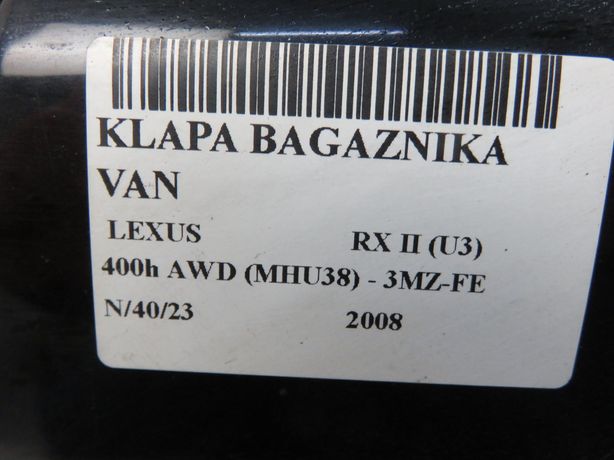 KLAPA BAGAZNIKA
VAN
LEXUS RX II (U3)
400h AWD (MHU38) - 3MZ-FE
N/40/23 2008